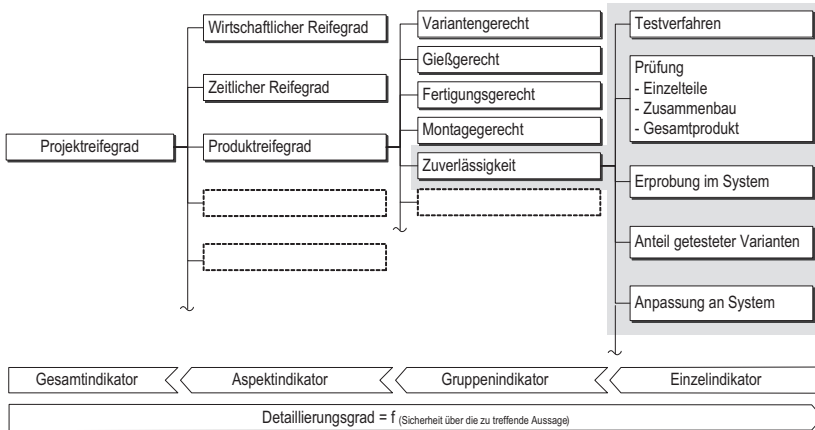 Projektreifegrad
Wirtschaftlicher Reifegrad
Zeitlicher Reifegrad
Produktreifegrad
Variantengerecht
Gießgerecht
Fertigungsgerecht
Montagegerecht
Zuverlässigkeit
Testverfahren
Prüfung
- Einzelteile
- Zusammenbau
- Gesamtprodukt
Erprobung im System
Anteil getesteter Varianten
Anpassung an System
Gesamtindikator
Aspektindikator
Gruppenindikator
Einzelindikator
Detaillierungsgrad = f (Sicherheit über die zu treffende Aussage)